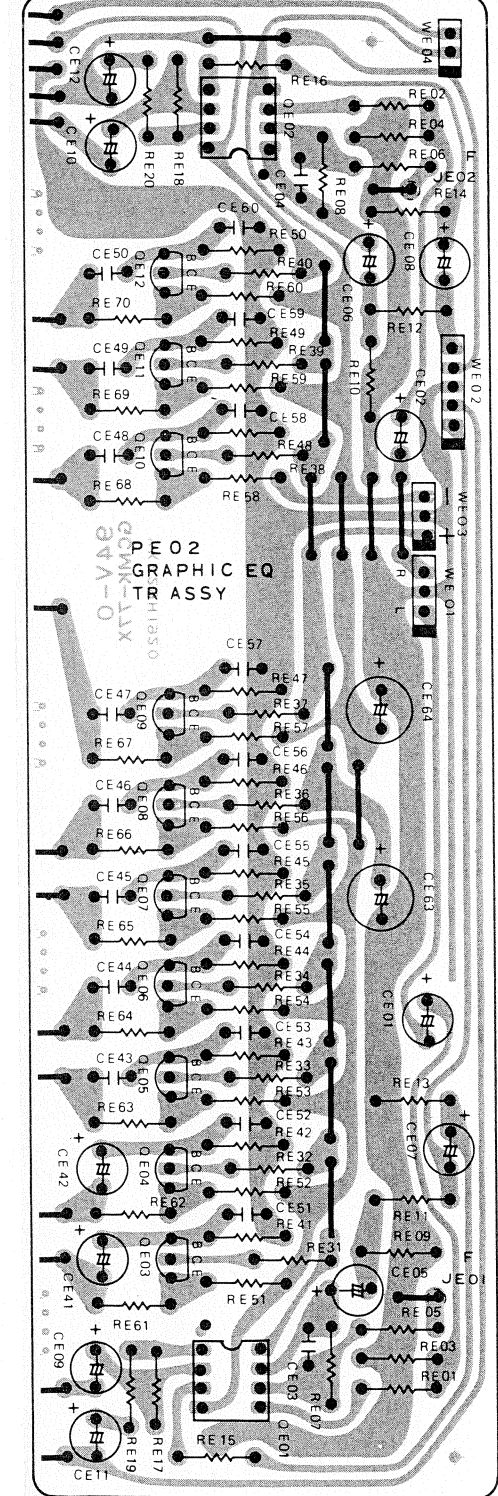 WE04
CE12
RE16
RE02
QE02
RE04
CE10
RE06
F
RE20
RE18
JE02
CE04
RE08
RE14
CE60
RE50
CE08
CE50
QE12
B C E
RE40
RE60
CE06
RE70
CE59
RE12
RE49
CE49
QE11
B C E
RE39
RE59
RE10
CE02
WE02
RE69
CE58
CE48
QE10
B C E
RE48
RE38
RE68
RE58
WE03
−
+
PE02
GRAPHIC EQ
TR ASSY
GCNK-77X
94V-0
WE01
R
L
CE57
RE47
CE47
QE09
B C E
RE37
RE57
CE64
RE67
CE56
RE46
CE46
QE08
B C E
RE36
RE56
RE66
CE55
RE45
CE45
QE07
B C E
RE35
RE55
CE63
RE65
CE54
RE44
CE44
QE06
B C E
RE34
RE54
CE01
RE64
CE53
RE43
CE43
QE05
B C E
RE33
RE53
RE13
RE63
CE52
RE42
CE07
CE42
QE04
B C E
RE32
RE52
RE62
CE51
RE41
RE11
RE09
F
CE41
QE03
B C E
RE31
CE05
JE01
RE51
RE05
RE61
CE09
CE03
RE07
RE03
RE01
QE01
RE19
RE17
RE15
CE11